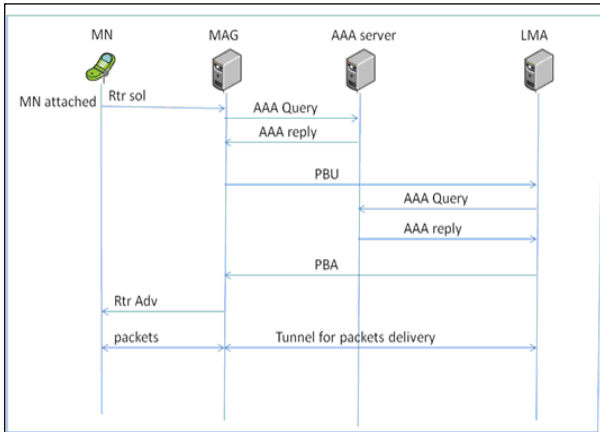 MN MAG AAA server LMA
MN attached Rtr sol
AAA Query
AAA reply
PBU
AAA Query
AAA reply
PBA
Rtr Adv
packets Tunnel for packets delivery